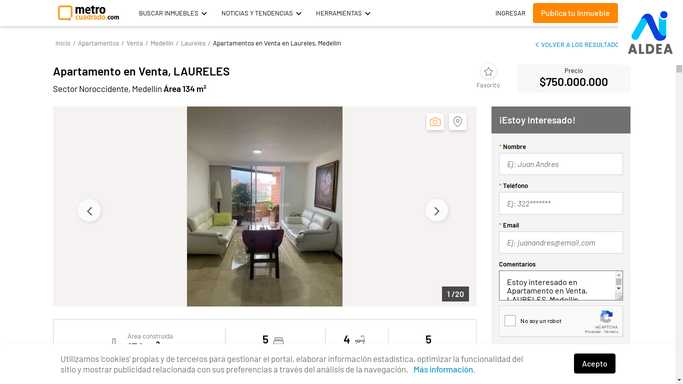 metro
cuadrado.com
BUSCAR INMUEBLES
NOTICIAS Y TENDENCIAS
HERRAMIENTAS
INGRESAR
Publica tu inmueble
AI
ALDEA
Inicio / Apartamentos / Venta / Medellín / Laureles / Apartamentos en Venta en Laureles, Medellín
< VOLVER A LOS RESULTADO
Apartamento en Venta, LAURELES
Sector Noroccidente, Medellín Área 134 m²
Favorito
Precio
$750.000.000
1 / 20
¡Estoy Interesado!
* Nombre
Ej: Juan Andres
* Teléfono
Ej: 322*******
* Email
Ej: juanandres@email.com
Comentarios
Estoy interesado en
Apartamento en Venta,
LAURELES, Medellín
No soy un robot
reCAPTCHA
Privacidad - Términos
Área construida
5
4
5
Utilizamos 'cookies' propias y de terceros para gestionar el portal, elaborar información estadística, optimizar la funcionalidad del
sitio y mostrar publicidad relacionada con sus preferencias a través del análisis de la navegación. Más información.
Acepto